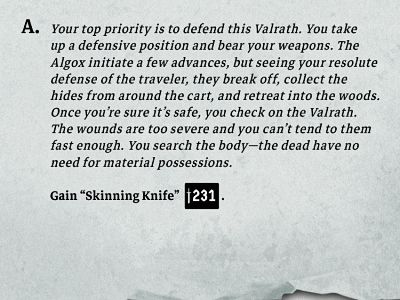 A. Your top priority is to defend this Valrath. You take
up a defensive position and bear your weapons. The
Algox initiate a few advances, but seeing your resolute
defense of the traveler, they break off, collect the
hides from around the cart, and retreat into the woods.
Once you’re sure it’s safe, you check on the Valrath.
The wounds are too severe and you can’t tend to them
fast enough. You search the body—the dead have no
need for material possessions.
Gain “Skinning Knife” †231.